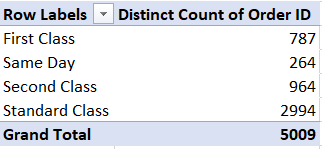 Row Labels Distinct Count of Order ID
First Class 787
Same Day 264
Second Class 964
Standard Class 2994
Grand Total 5009